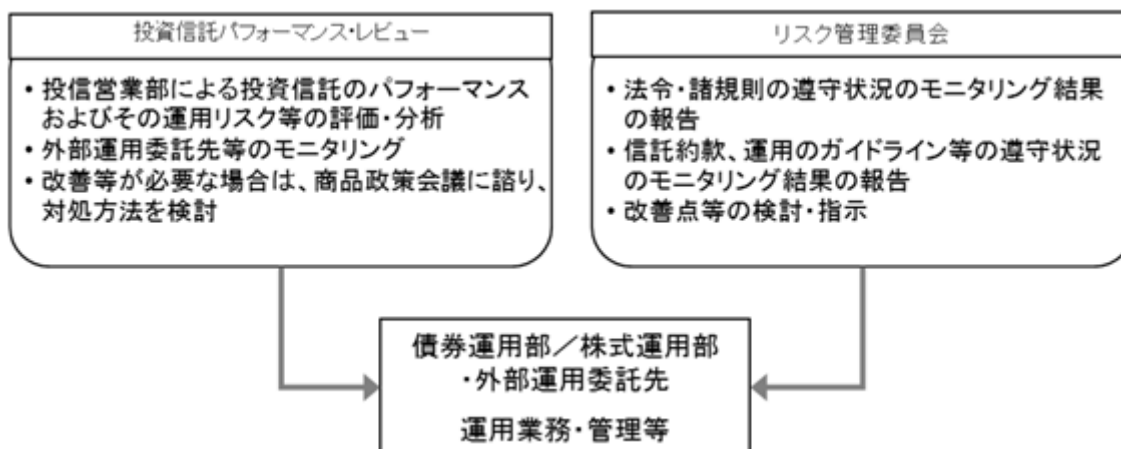 投資信託パフォーマンス・レビュー
・投信営業部による投資信託のパフォーマンス
およびその運用リスク等の評価・分析
・外部運用委託先等のモニタリング
・改善等が必要な場合は、商品政策会議に諮り、
対処方法を検討
リスク管理委員会
・法令・諸規則の遵守状況のモニタリング結果
の報告
・信託約款、運用のガイドライン等の遵守状況
のモニタリング結果の報告
・改善点等の検討・指示
債券運用部／株式運用部
・外部運用委託先
運用業務・管理等